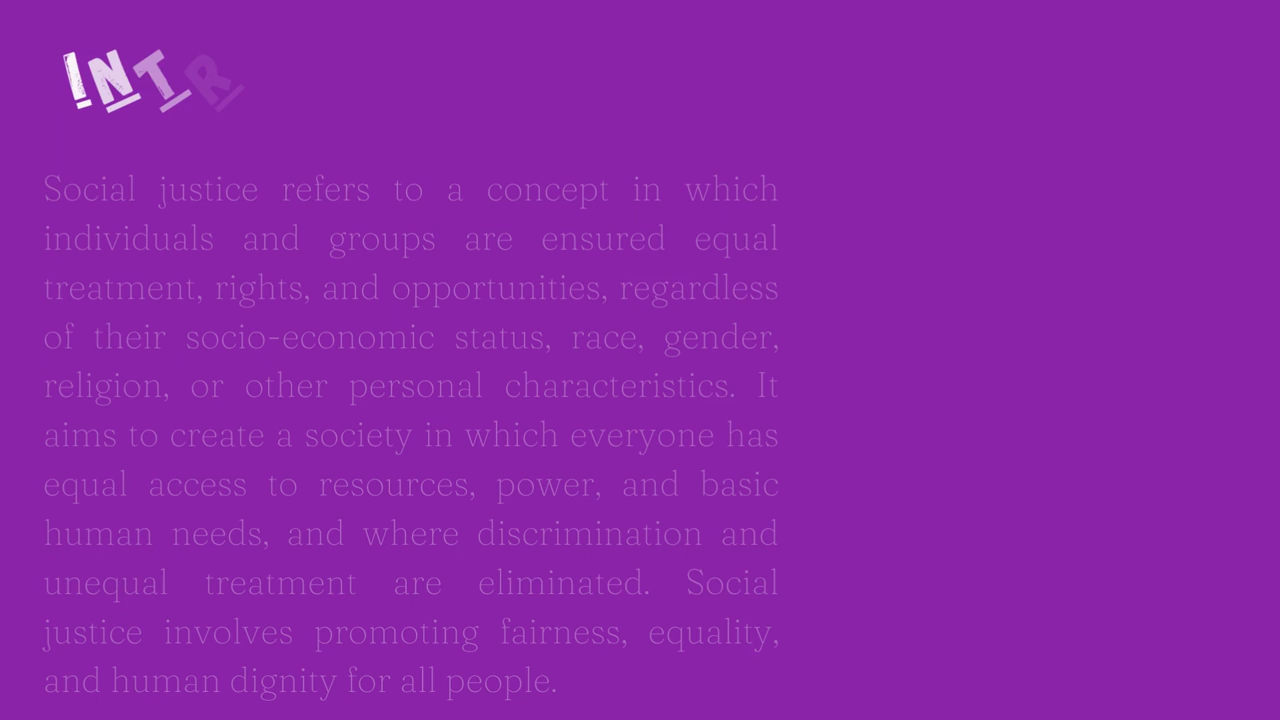 INTR
Social justice refers to a concept in which
individuals and groups are ensured equal
treatment, rights, and opportunities, regardless
of their socio-economic status, race, gender,
religion, or other personal characteristics. It
aims to create a society in which everyone has
equal access to resources, power, and basic
human needs, and where discrimination and
unequal treatment are eliminated. Social
justice involves promoting fairness, equality,
and human dignity for all people.